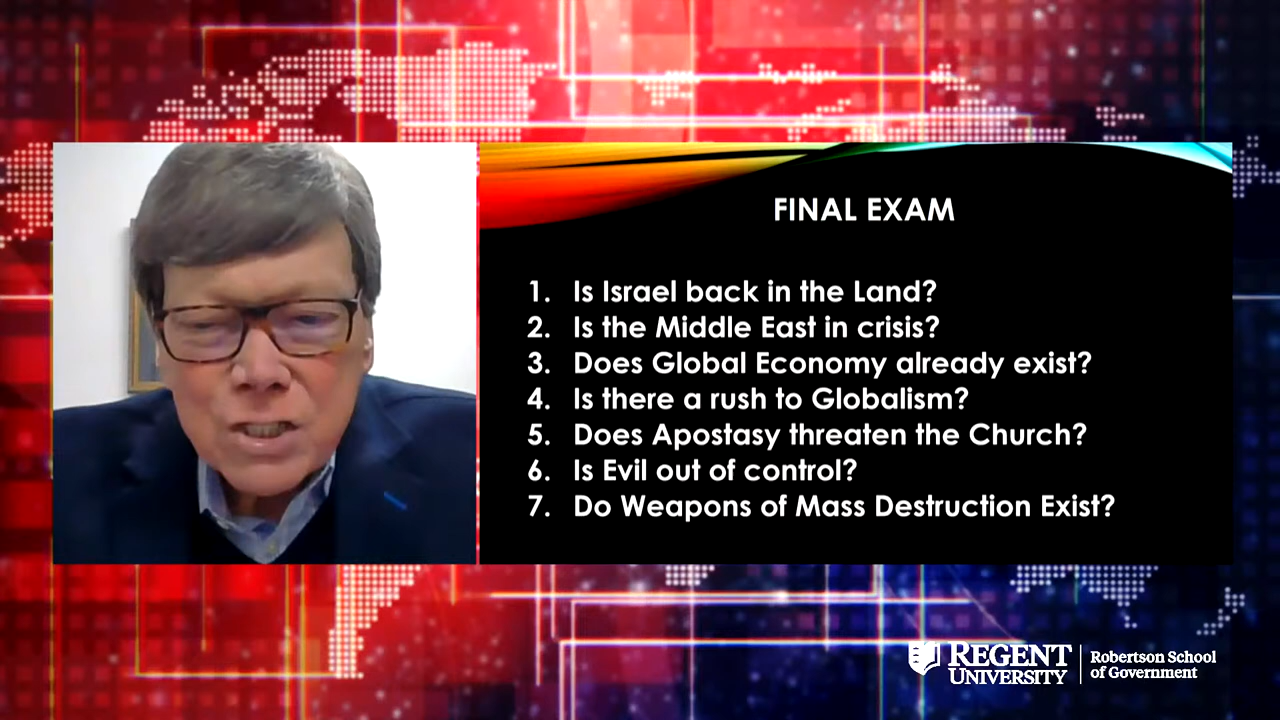 FINAL EXAM
1. Is Israel back in the Land?
2. Is the Middle East in crisis?
3. Does Global Economy already exist?
4. Is there a rush to Globalism?
5. Does Apostasy threaten the Church?
6. Is Evil out of control?
7. Do Weapons of Mass Destruction Exist?
REGENT
UNIVERSITY
Robertson School
of Government